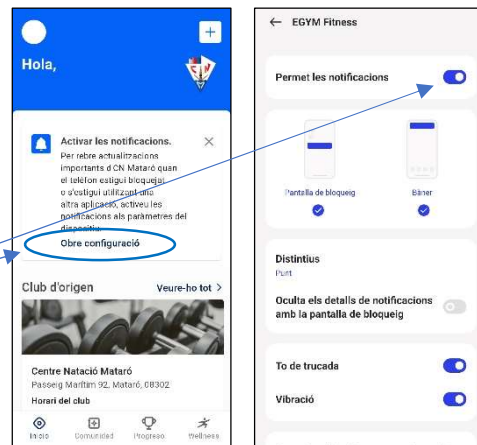 Hola,
Activar les notificacions.
Per rebre actualitzacions
importants d CN Mataró quan
el telèfon estigui bloquejat
o s'estigui utilitzant una
altra aplicació, activeu les
notificacions als paràmetres del
dispositiu.
Obre configuració
Club d'origen Veure-ho tot >
Centre Natació Mataró
Passeig Marítim 92, Mataró, 08302
Horari del club
Inicio Comunidad Progreso Wellness
← EGYM Fitness
Permet les notificacions
Pantalla de bloqueig Bàner
Distintius
Punt
Oculta els detalls de notificacions
amb la pantalla de bloqueig
To de trucada
Vibració